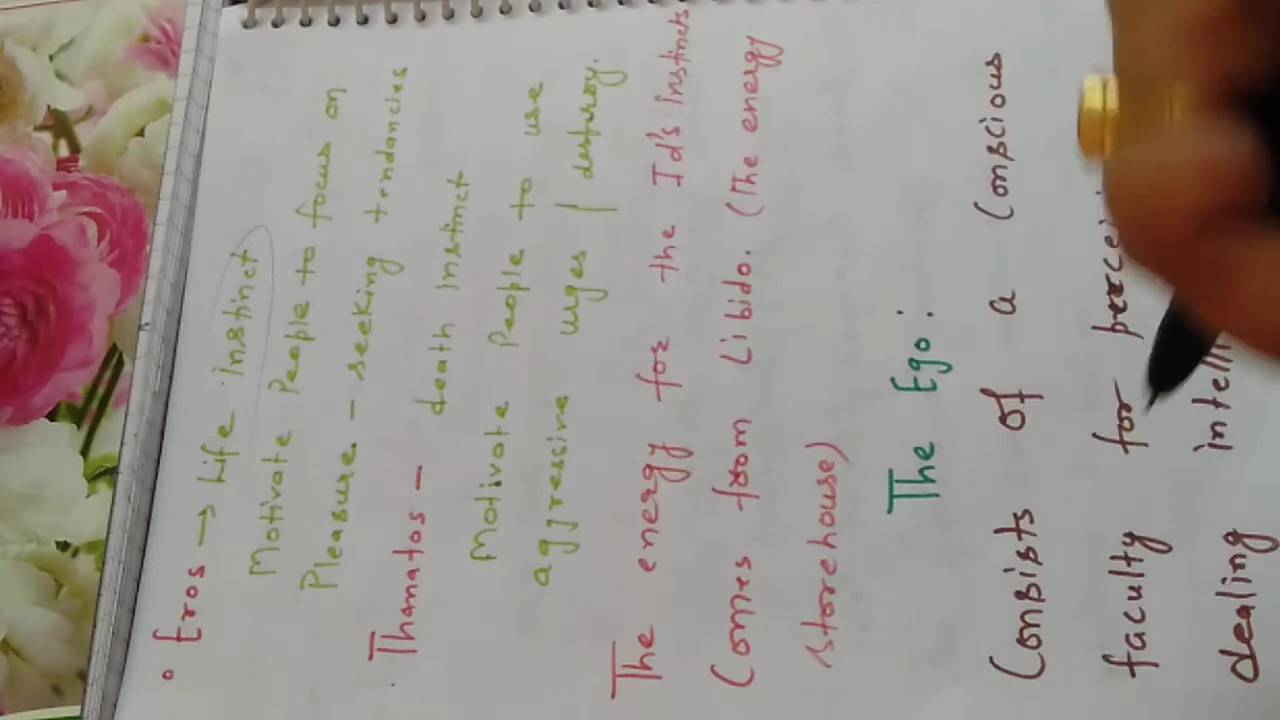 • Eros → Life instinct
Motivate People to focus on
Pleasure - seeking tendancies
Thanatos - death instinct
Motivate People to use
aggressive urges / destroy.
The energy for the Id's instincts
Comes from Libido. (The energy
storehouse)
The Ego:
Consists of a Conscious
faculty for
dealing